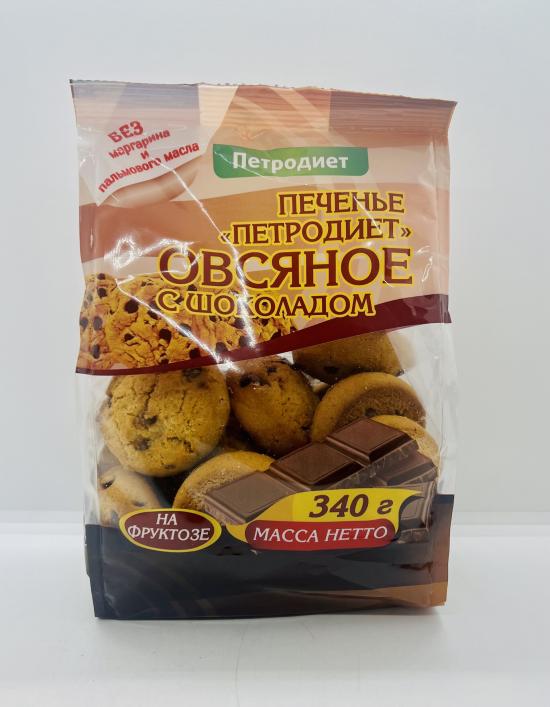 БЕЗ
маргарина
и
пальмового масла
Петродиет
ПЕЧЕНЬЕ
«ПЕТРОДИЕТ»
ОВСЯНОЕ
С ШОКОЛАДОМ
340 г
МАССА НЕТТО
НА
ФРУКТОЗЕ